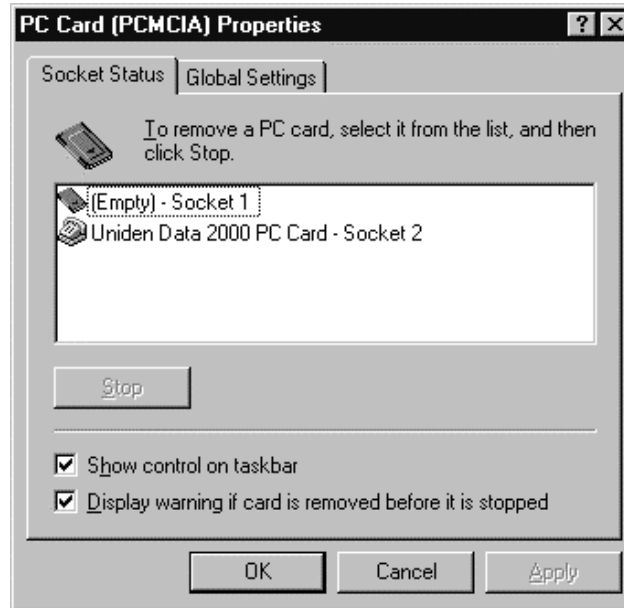 PC Card (PCMCIA) Properties
Socket Status
Global Settings
To remove a PC card, select it from the list, and then
click Stop.
(Empty) - Socket 1
Uniden Data 2000 PC Card - Socket 2
Stop
Show control on taskbar
Display warning if card is removed before it is stopped
OK
Cancel
Apply